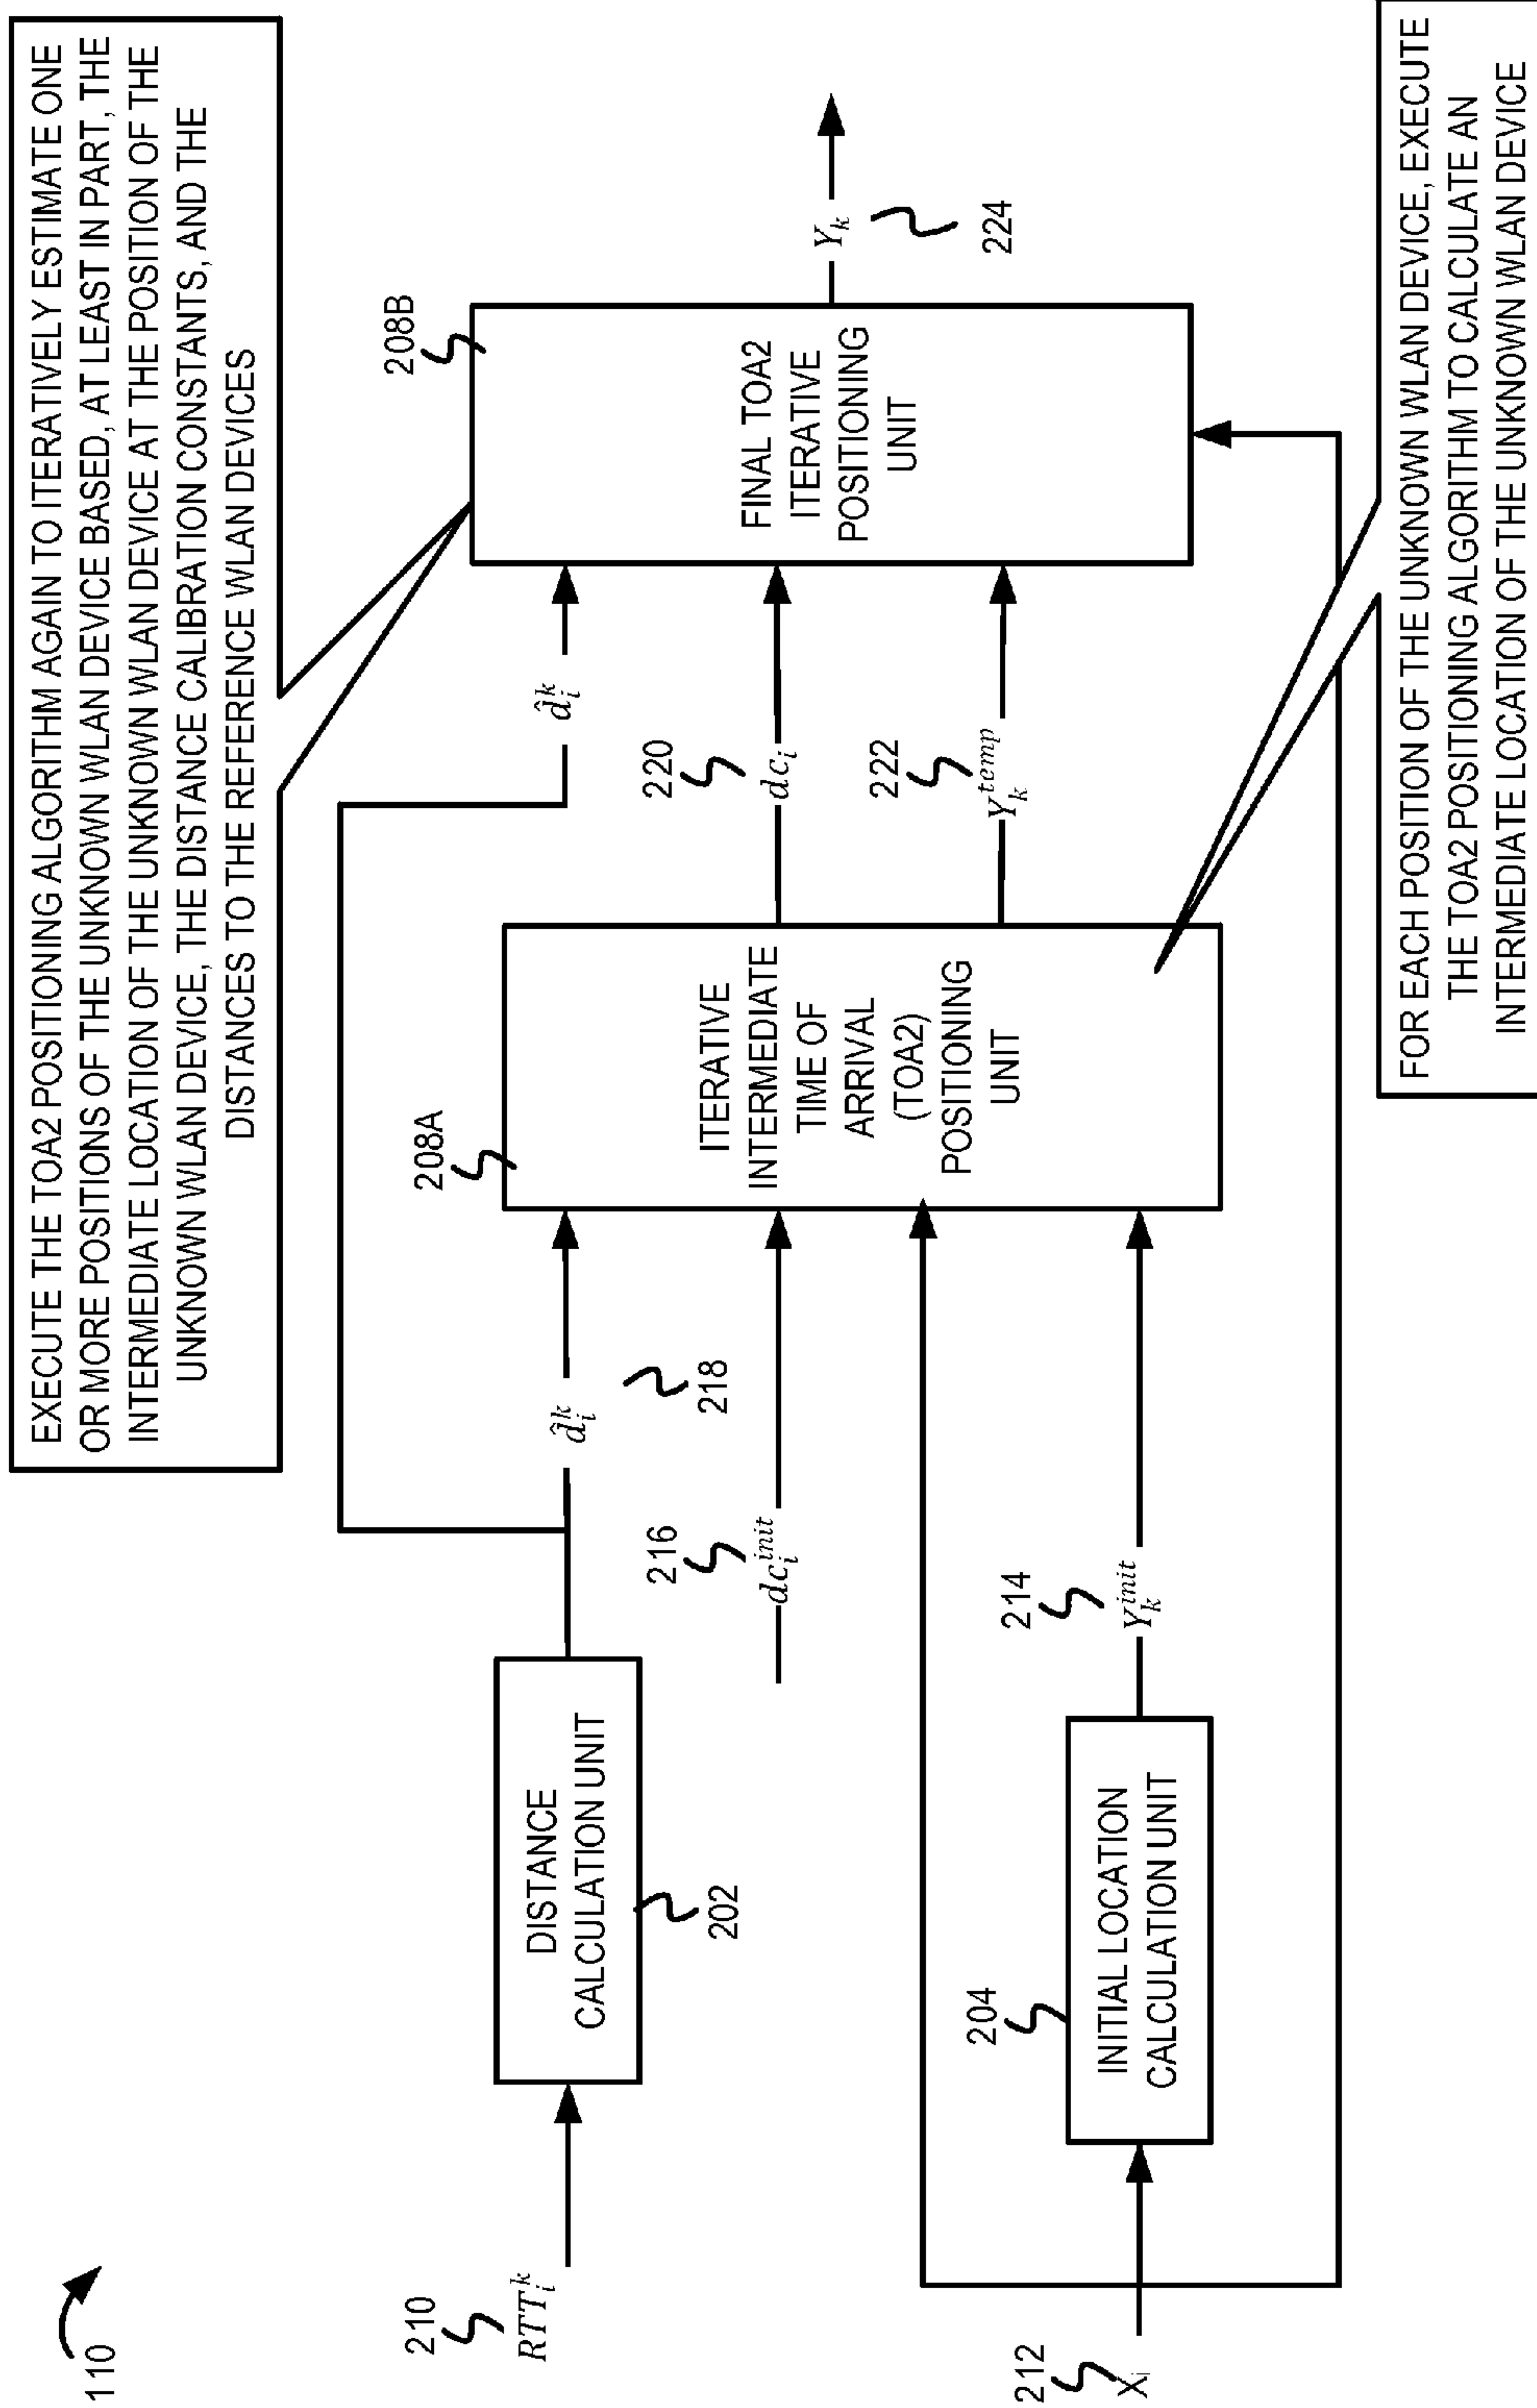 110
EXECUTE THE TOA2 POSITIONING ALGORITHM AGAIN TO ITERATIVELY ESTIMATE ONE
OR MORE POSITIONS OF THE UNKNOWN WLAN DEVICE BASED, AT LEAST IN PART, THE
INTERMEDIATE LOCATION OF THE UNKNOWN WLAN DEVICE AT THE POSITION OF THE
UNKNOWN WLAN DEVICE, THE DISTANCE CALIBRATION CONSTANTS, AND THE
DISTANCES TO THE REFERENCE WLAN DEVICES
210
RTT_i^k
DISTANCE
CALCULATION UNIT
202
d̂_i^k
218
216
dc_i^{init}
212
X_i
204
INITIAL LOCATION
CALCULATION UNIT
214
Y_k^{init}
208A
ITERATIVE
INTERMEDIATE
TIME OF
ARRIVAL
(TOA2)
POSITIONING
UNIT
d̂_i^k
220
dc_i
222
Y_k^{temp}
208B
FINAL TOA2
ITERATIVE
POSITIONING
UNIT
Y_k
224
FOR EACH POSITION OF THE UNKNOWN WLAN DEVICE, EXECUTE
THE TOA2 POSITIONING ALGORITHM TO CALCULATE AN
INTERMEDIATE LOCATION OF THE UNKNOWN WLAN DEVICE